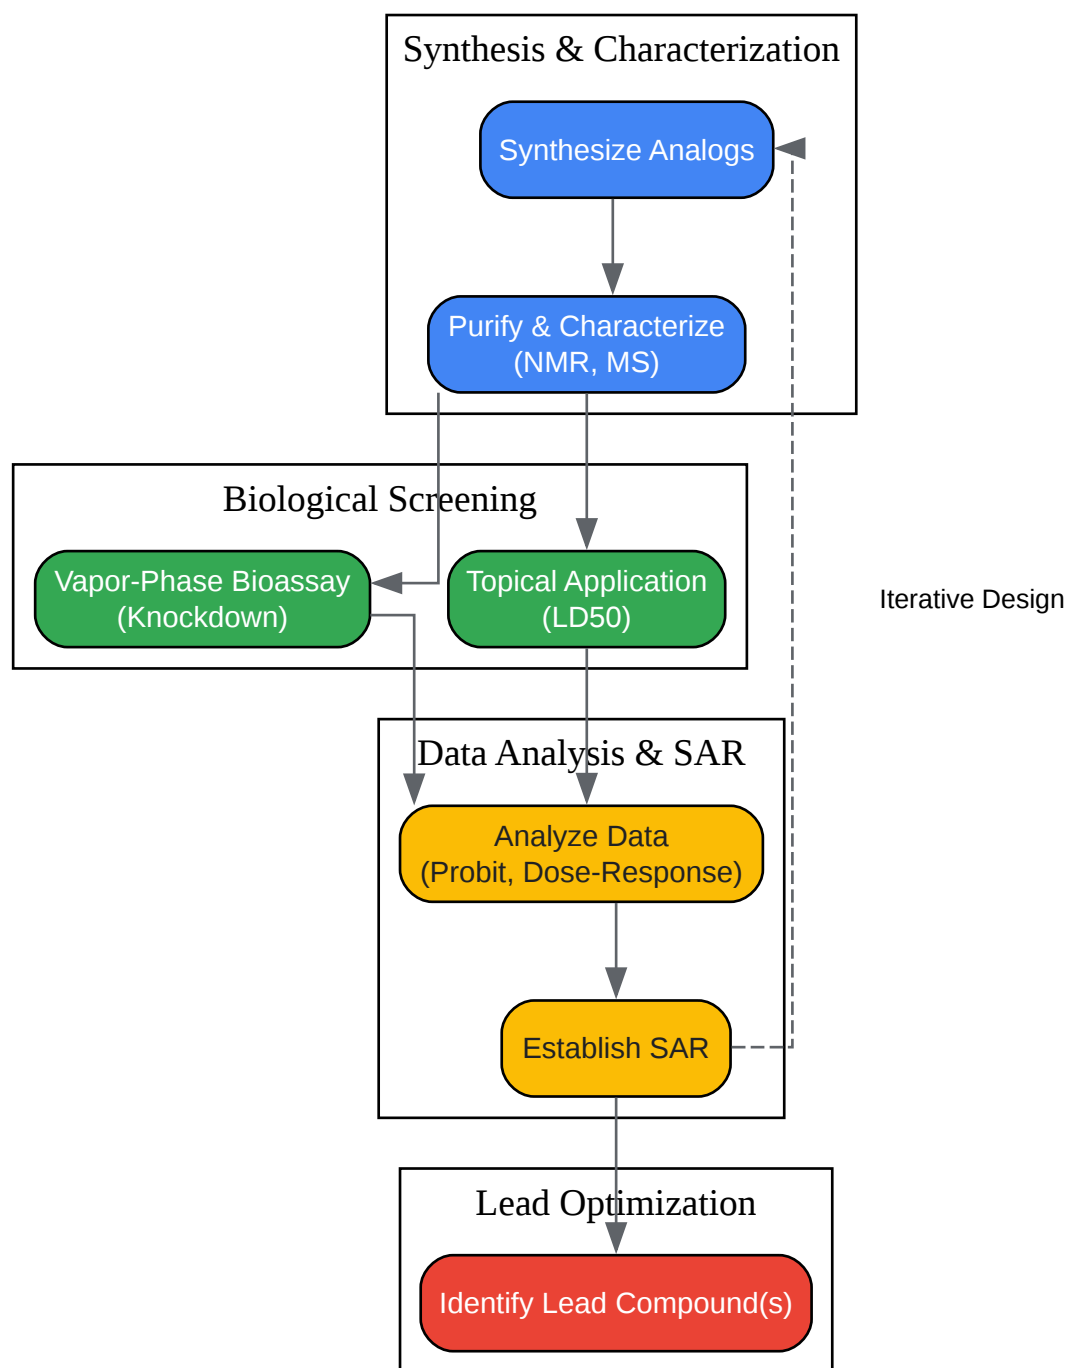 Synthesis & Characterization
Synthesize Analogs
Purify & Characterize
(NMR, MS)
Biological Screening
Vapor-Phase Bioassay
(Knockdown)
Topical Application
(LD50)
Iterative Design
Data Analysis & SAR
Analyze Data
(Probit, Dose-Response)
Establish SAR
Lead Optimization
Identify Lead Compound(s)